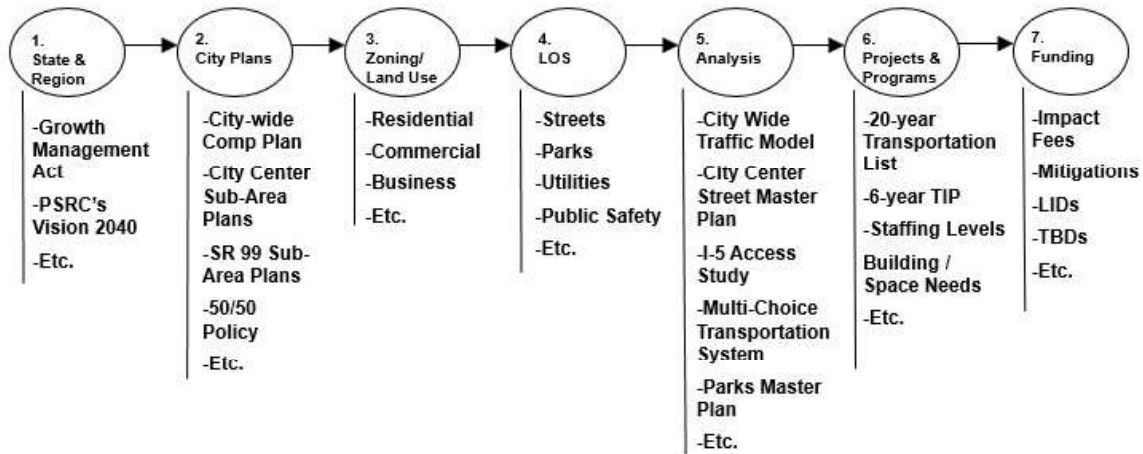 1.
State &
Region
2.
City Plans
3.
Zoning/
Land Use
4.
LOS
5.
Analysis
6.
Projects &
Programs
7.
Funding
-Growth
Management
Act
-PSRC's
Vision 2040
-Etc.
-City-wide
Comp Plan
-City Center
Sub-Area
Plans
-SR 99 Sub-
Area Plans
-50/50
Policy
-Etc.
-Residential
-Commercial
-Business
-Etc.
-Streets
-Parks
-Utilities
-Public Safety
-Etc.
-City Wide
Traffic Model
-City Center
Street Master
Plan
-I-5 Access
Study
-Multi-Choice
Transportation
System
-Parks Master
Plan
-Etc.
-20-year
Transportation
List
-6-year TIP
-Staffing Levels
Building /
Space Needs
-Etc.
-Impact
Fees
-Mitigations
-LIDs
-TBDs
-Etc.